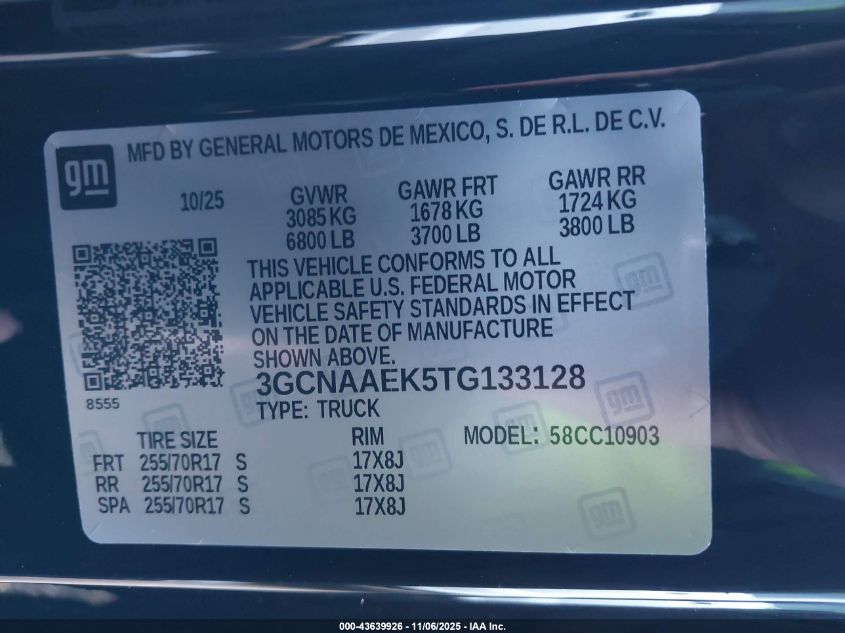 gm
MFD BY GENERAL MOTORS DE MEXICO, S. DE R.L. DE C.V.
10/25 GVWR GAWR FRT GAWR RR
3085 KG 1678 KG 1724 KG
6800 LB 3700 LB 3800 LB
THIS VEHICLE CONFORMS TO ALL
APPLICABLE U.S. FEDERAL MOTOR
VEHICLE SAFETY STANDARDS IN EFFECT
ON THE DATE OF MANUFACTURE
SHOWN ABOVE.
3GCNAAEK5TG133128
8555
TYPE: TRUCK
TIRE SIZE RIM MODEL: 58CC10903
FRT 255/70R17 S 17X8J
RR 255/70R17 S 17X8J
SPA 255/70R17 S 17X8J
000-43639926 - 11/06/2025 - IAA Inc.